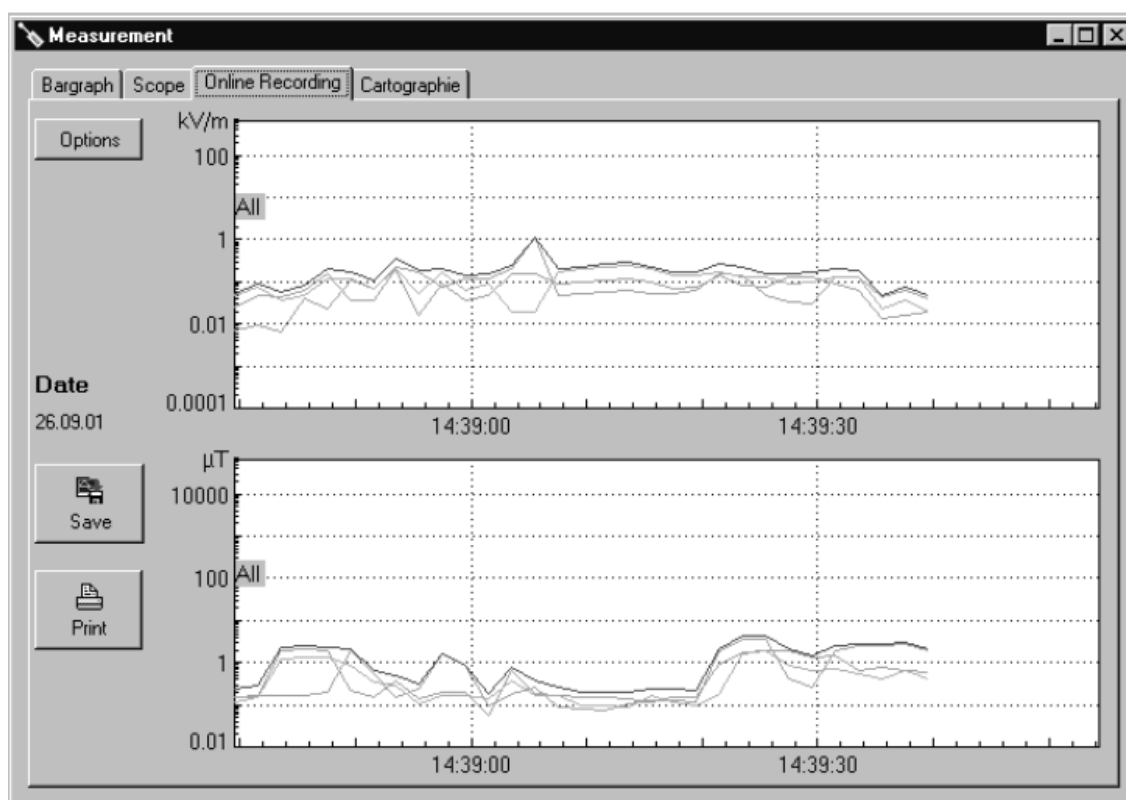 Measurement
Bargraph Scope Online Recording Cartographie
Options
kV/m
100
All
1
0.01
0.0001
14:39:00 14:39:30
Date
26.09.01
µT
10000
100
All
1
0.01
14:39:00 14:39:30
Save
Print